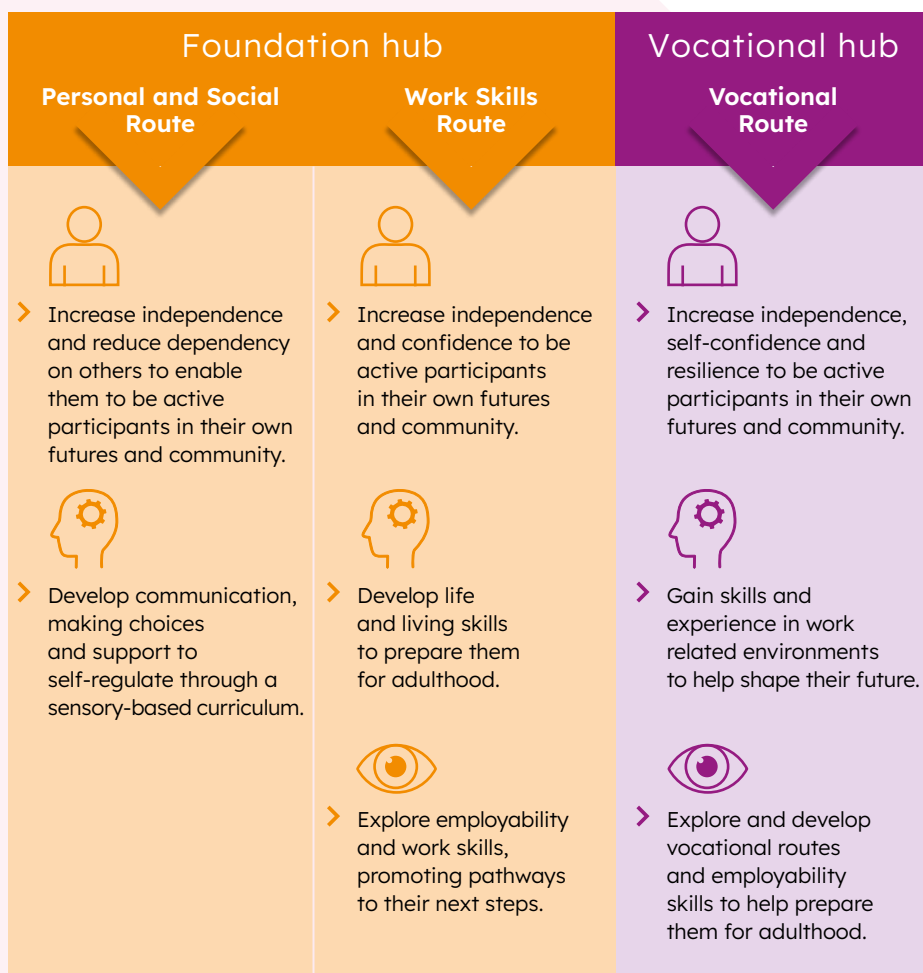 Foundation hub
Personal and Social
Route
Work Skills
Route
Vocational hub
Vocational
Route
Increase independence
and reduce dependency
on others to enable
them to be active
participants in their own
futures and community.
Develop communication,
making choices
and support to
self-regulate through a
sensory-based curriculum.
Increase independence
and confidence to be
active participants
in their own futures
and community.
Develop life
and living skills
to prepare them
for adulthood.
Explore employability
and work skills,
promoting pathways
to their next steps.
Increase independence,
self-confidence and
resilience to be active
participants in their own
futures and community.
Gain skills and
experience in work
related environments
to help shape their future.
Explore and develop
vocational routes
and employability
skills to help prepare
them for adulthood.